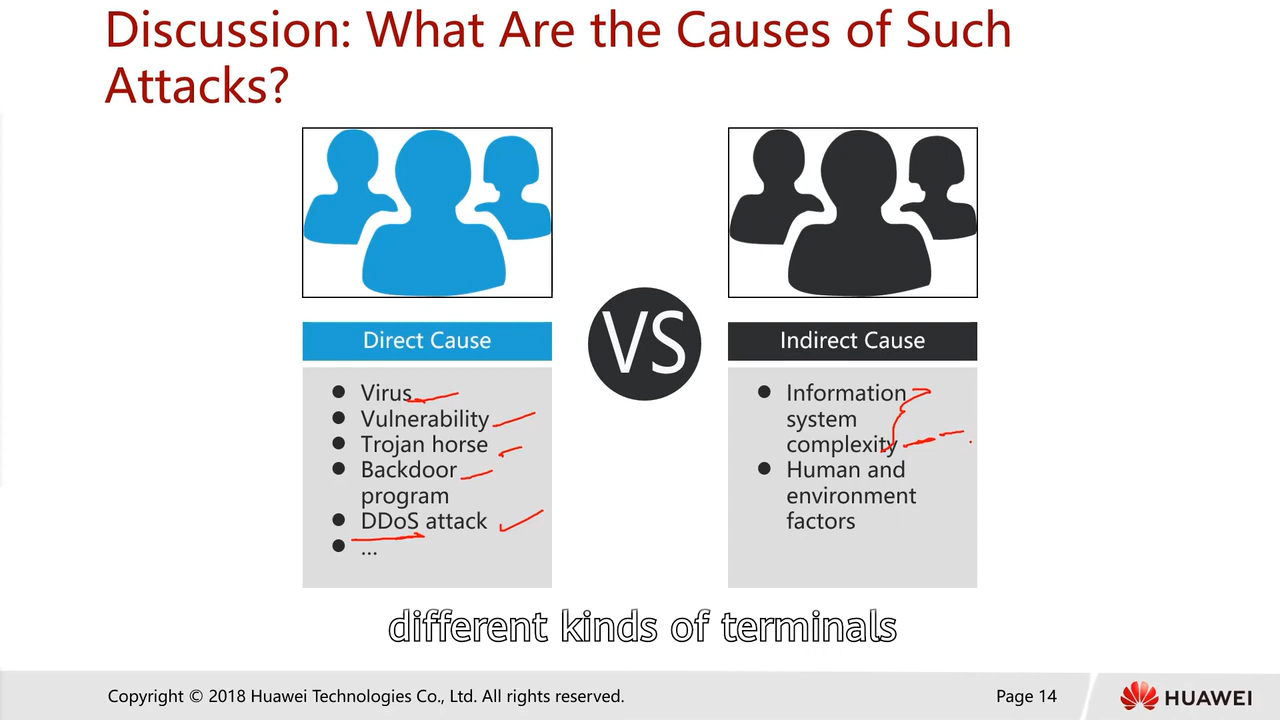 Discussion: What Are the Causes of Such
Attacks?
VS
Direct Cause
● Virus
● Vulnerability
● Trojan horse
● Backdoor
program
● DDoS attack
● ...
Indirect Cause
● Information
system
complexity
● Human and
environment
factors
different kinds of terminals
Copyright © 2018 Huawei Technologies Co., Ltd. All rights reserved.
Page 14
HUAWEI